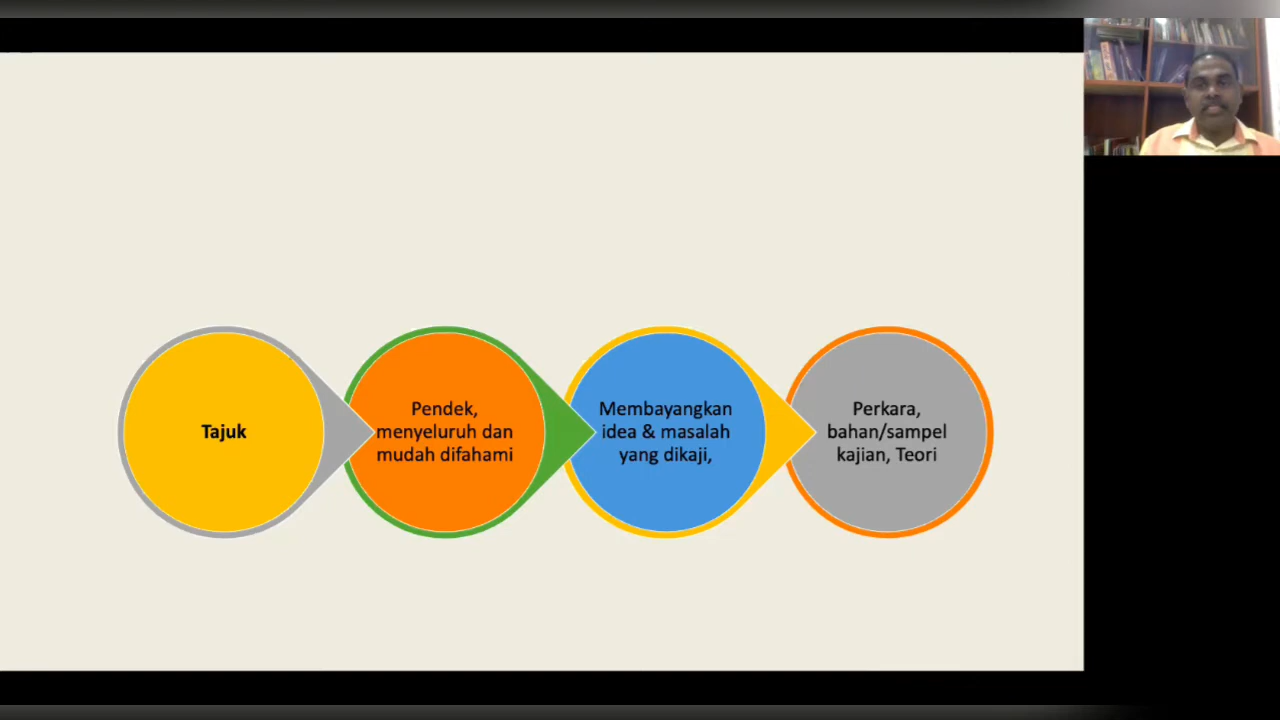 Tajuk
Pendek,
menyeluruh dan
mudah difahami
Membayangkan
idea & masalah
yang dikaji,
Perkara,
bahan/sampel
kajian, Teori